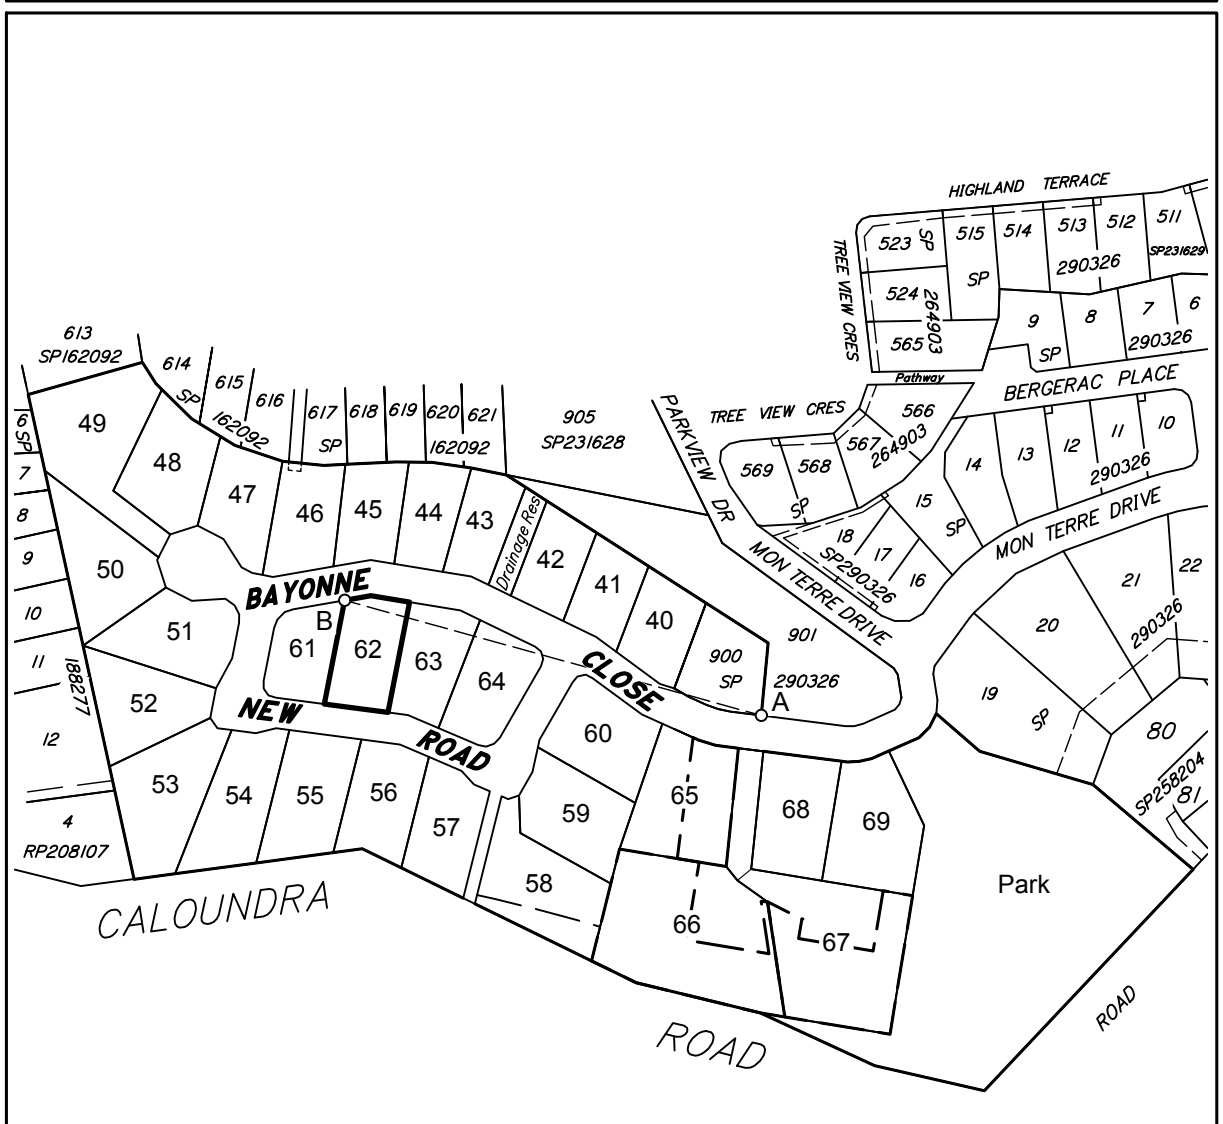 HIGHLAND TERRACE
TREE VIEW CRES
523
SP
515
514
513
512
511
SP231629
290326
SP
524
264903
565
9
8
7
6
SP
290326
Pathway
BERGERAC PLACE
613
SP162092
614
SP
615
616
162092
617
618
619
620
621
SP
162092
905
SP231628
PARKVIEW DR
TREE VIEW CRES
566
567
264903
569
568
SP
14
13
12
11
10
290326
15
SP
MON TERRE DRIVE
18
17
16
SP290326
MON TERRE DRIVE
6
SP
7
8
9
10
11
188277
12
4
RP208107
49
48
47
46
45
44
43
Drainage Res
42
41
40
900
SP
901
290326
A
50
51
52
53
BAYONNE
B
61
62
63
64
CLOSE
NEW
ROAD
54
55
56
57
58
59
60
65
66
67
68
69
Park
19
20
21
22
SP
290326
80
SP258204
81
CALOUNDRA
ROAD
ROAD